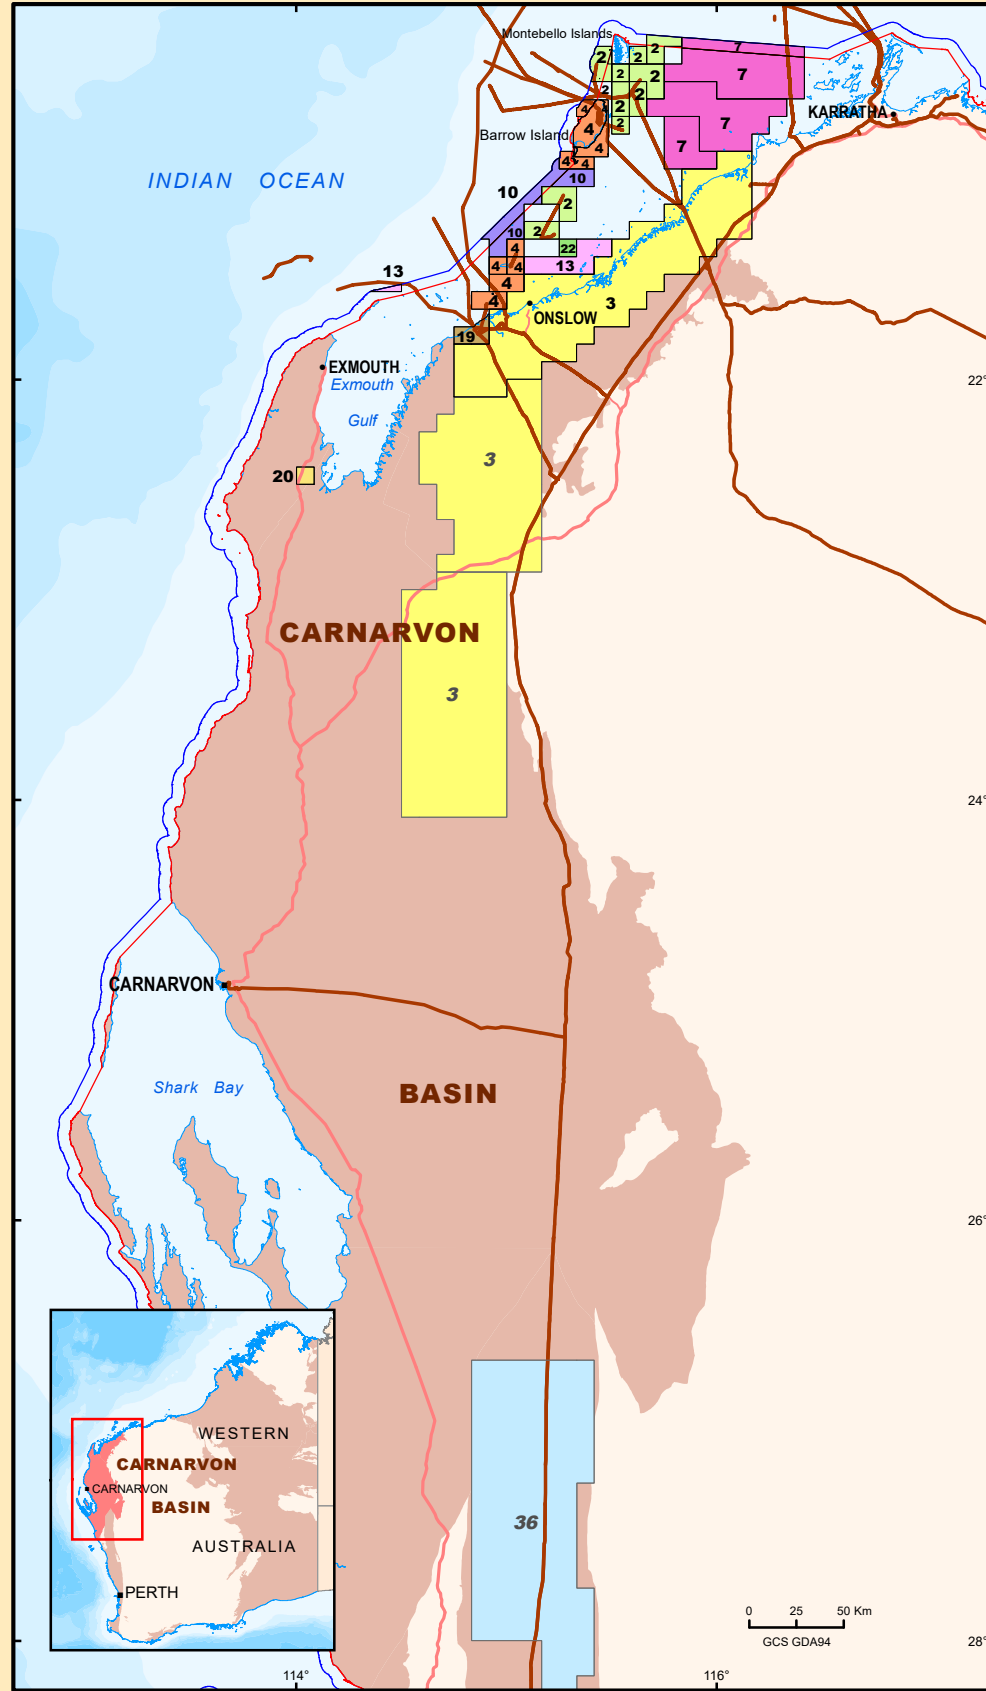 Montebello Islands
2
2
7
2
2
2
7
2
2
KARRATHA
4
2
7
Barrow Island
4
2
4
7
4
4
INDIAN OCEAN
10
10
2
10
2
4
22
13
4
4
13
4
4
3
ONSLOW
19
EXMOUTH
Exmouth
Gulf
22°
3
20
CARNARVON
3
24°
CARNARVON
Shark Bay
BASIN
26°
WESTERN
CARNARVON
CARNARVON
BASIN
AUSTRALIA
PERTH
36
0 25 50 Km
GCS GDA94
28°
114°
116°